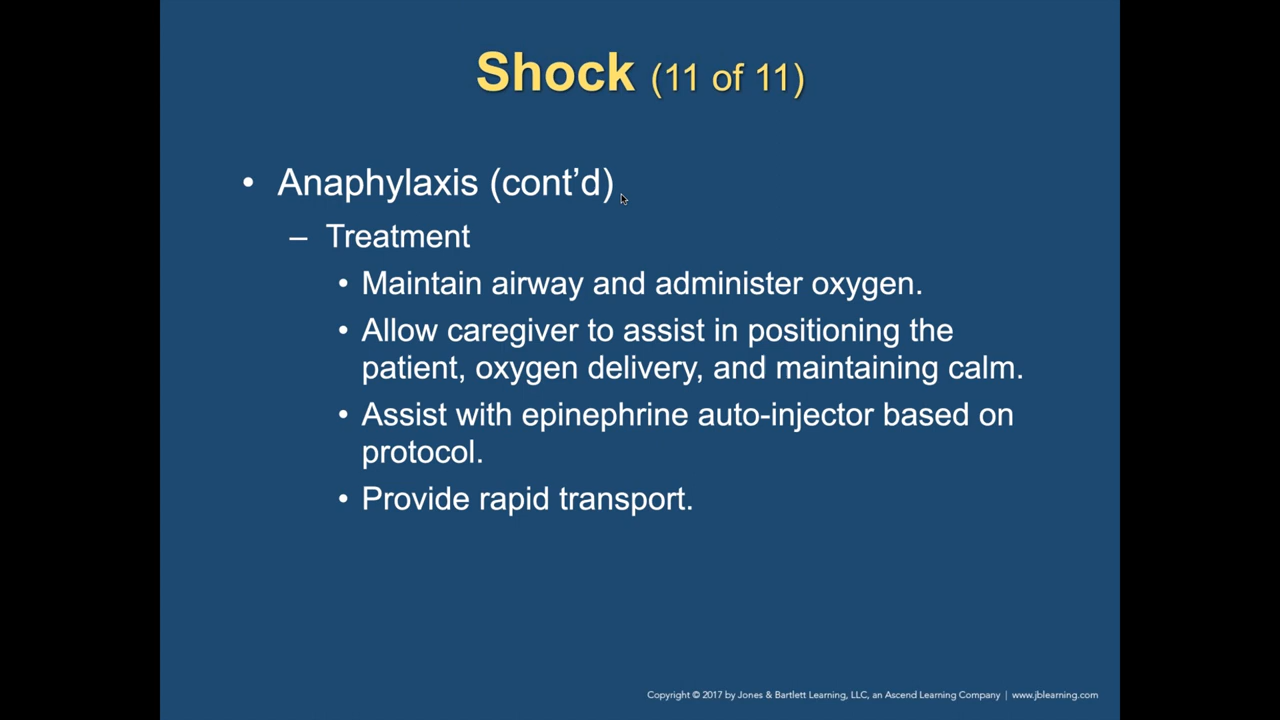 Shock (11 of 11)
• Anaphylaxis (cont’d)
– Treatment
• Maintain airway and administer oxygen.
• Allow caregiver to assist in positioning the
patient, oxygen delivery, and maintaining calm.
• Assist with epinephrine auto-injector based on
protocol.
• Provide rapid transport.
Copyright © 2017 by Jones & Bartlett Learning, LLC, an Ascend Learning Company | www.jblearning.com